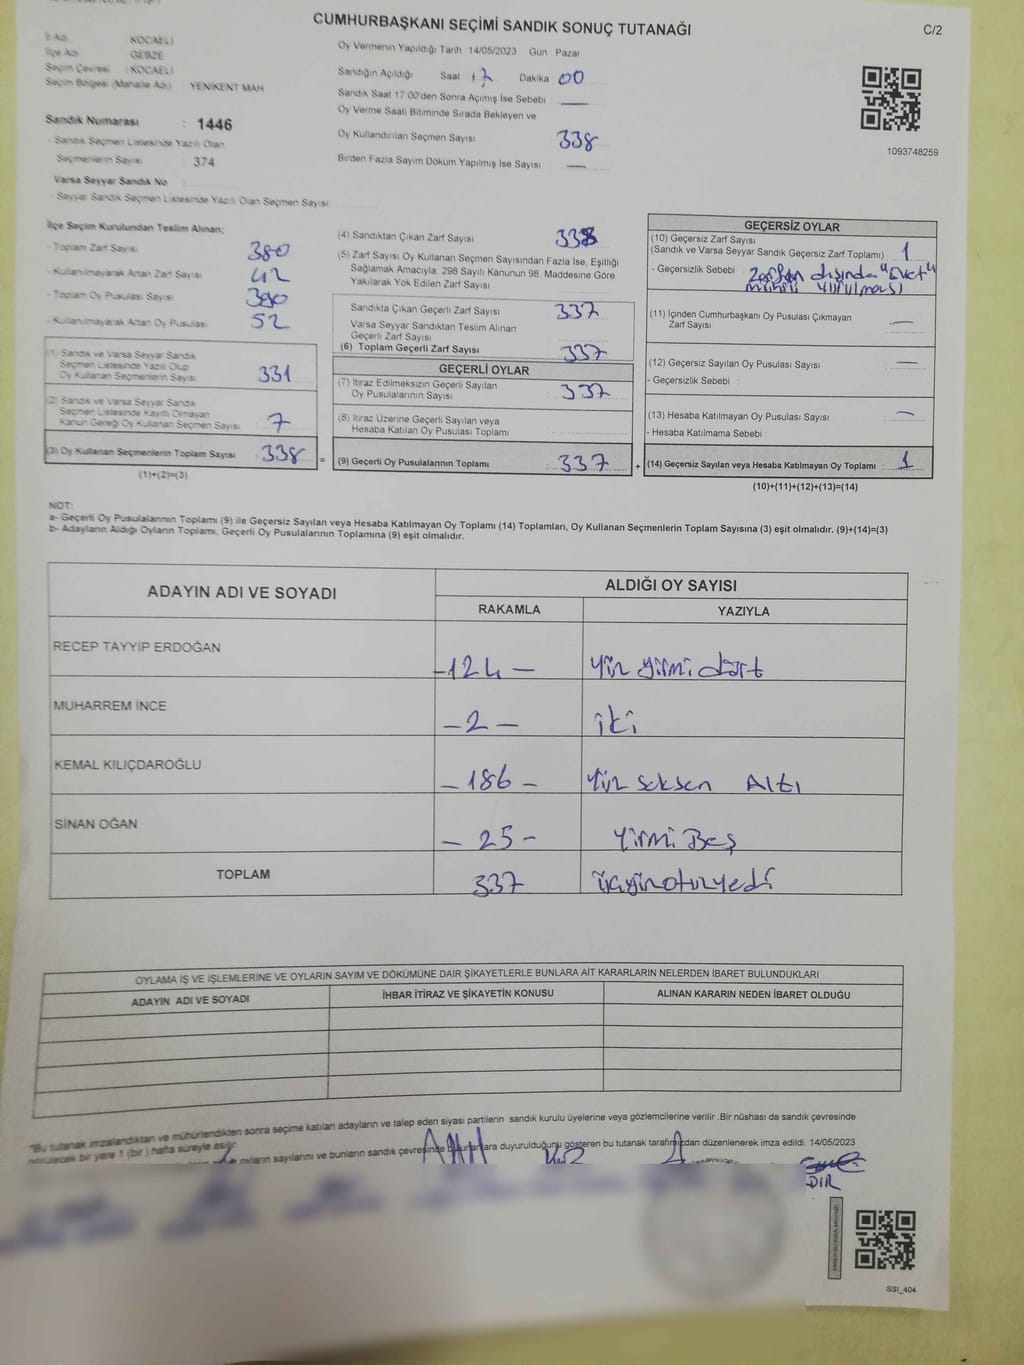 CUMHURBAŞKANI SEÇİMİ SANDIK SONUÇ TUTANAĞI
C/2
İl Adı KOCAELİ
İlçe Adı GEBZE
Seçim Çevresi : KOCAELİ
Seçim Bölgesi (Mahalle Adı) YENİKENT MAH
Sandık Numarası : 1446
- Sandık Seçmen Listesinde Yazılı Olan
Seçmenlerin Sayısı 374
Varsa Seyyar Sandık No
- Seyyar Sandık Seçmen Listesinde Yazılı Olan Seçmen Sayısı
Oy Vermenin Yapıldığı Tarih :14/05/2023 Gün Pazar
Sandığın Açıldığı Saat 17 Dakika 00
Sandık Saat 17.00'den Sonra Açılmış İse Sebebi —
Oy Verme Saati Bitiminde Sırada Bekleyen ve
Oy Kullandırılan Seçmen Sayısı 338
Birden Fazla Sayım Döküm Yapılmış İse Sayısı —
1093748259
İlçe Seçim Kurulundan Teslim Alınan;
- Toplam Zarf Sayısı 380
- Kullanılmayarak Artan Zarf Sayısı 42
- Toplam Oy Pusulası Sayısı 390
- Kullanılmayarak Artan Oy Pusulası 52
(1) Sandık ve Varsa Seyyar Sandık
Seçmen Listesinde Yazılı Olup
Oy Kullanan Seçmenlerin Sayısı 331
(2) Sandık ve Varsa Seyyar Sandık
Seçmen Listesinde Kayıtlı Olmayan
Kanun Gereği Oy Kullanan Seçmen Sayısı 7
(3) Oy Kullanan Seçmenlerin Toplam Sayısı 338 =
(1)+(2)=(3)
(4) Sandıktan Çıkan Zarf Sayısı 338
(5) Zarf Sayısı Oy Kullanan Seçmen Sayısından Fazla İse, Eşitliği
Sağlamak Amacıyla, 298 Sayılı Kanunun 98. Maddesine Göre
Yakılarak Yok Edilen Zarf Sayısı
Sandıkta Çıkan Geçerli Zarf Sayısı 337
Varsa Seyyar Sandıktan Teslim Alınan
Geçerli Zarf Sayısı
(6) Toplam Geçerli Zarf Sayısı 337
GEÇERLİ OYLAR
(7) İtiraz Edilmeksizin Geçerli Sayılan
Oy Pusulalarının Sayısı 337
(8) İtiraz Üzerine Geçerli Sayılan veya
Hesaba Katılan Oy Pusulası Toplamı
(9) Geçerli Oy Pusulalarının Toplamı 337 +
GEÇERSİZ OYLAR
(10) Geçersiz Zarf Sayısı
(Sandık ve Varsa Seyyar Sandık Geçersiz Zarf Toplamı) 1
- Geçersizlik Sebebi Zarfın dışında "Evet"
(11) İçinden Cumhurbaşkanı Oy Pusulası Çıkmayan
Zarf Sayısı —
(12) Geçersiz Sayılan Oy Pusulası Sayısı —
- Geçersizlik Sebebi :
(13) Hesaba Katılmayan Oy Pusulası Sayısı —
- Hesaba Katılmama Sebebi :
(14) Geçersiz Sayılan veya Hesaba Katılmayan Oy Toplamı : 1
(10)+(11)+(12)+(13)=(14)
NOT:
a- Geçerli Oy Pusulalarının Toplamı (9) ile Geçersiz Sayılan veya Hesaba Katılmayan Oy Toplamı (14) Toplamları, Oy Kullanan Seçmenlerin Toplam Sayısına (3) eşit olmalıdır. (9)+(14)=(3)
b- Adayların Aldığı Oyların Toplamı, Geçerli Oy Pusulalarının Toplamına (9) eşit olmalıdır.
ADAYIN ADI VE SOYADI ALDIĞI OY SAYISI
RAKAMLA YAZIYLA
RECEP TAYYİP ERDOĞAN -124- Yüz yirmi dört
MUHARREM İNCE -2- iki
KEMAL KILIÇDAROĞLU -186- Yüz seksen Altı
SİNAN OĞAN -25- Yirmi Beş
TOPLAM 337 üçyüzotuzyedi
OYLAMA İŞ VE İŞLEMLERİNE VE OYLARIN SAYIM VE DÖKÜMÜNE DAİR ŞİKAYETLERLE BUNLARA AİT KARARLARIN NELERDEN İBARET BULUNDUKLARI
ADAYIN ADI VE SOYADI İHBAR İTİRAZ VE ŞİKAYETİN KONUSU ALINAN KARARIN NEDEN İBARET OLDUĞU
"Bu tutanak imzalandıktan ve mühürlendikten sonra seçime katılan adayların ve talep eden siyasi partilerin sandık kurulu üyelerine veya gözlemcilerine verilir .Bir nüshası da sandık çevresinde
görülecek bir yere 1 (bir ) hafta süreyle asılır
oyların sayılarını ve bunların sandık çevresinde bulunanlara duyurulduğunu gösteren bu tutanak tarafımızdan düzenlenerek imza edildi. 14/05/2023
DIR
SSI_404